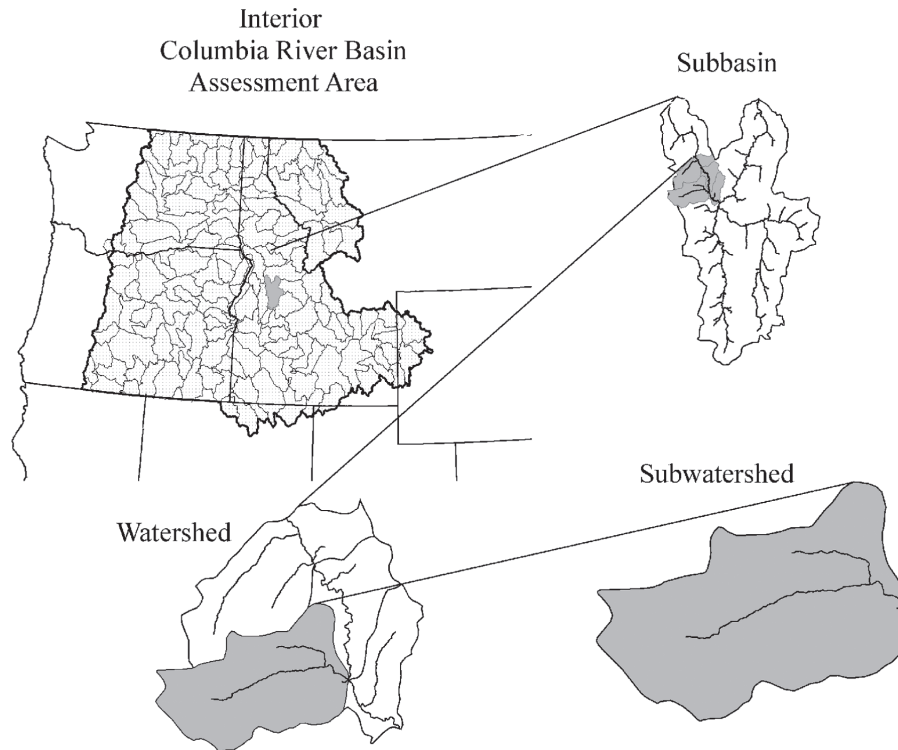 Interior
Columbia River Basin
Assessment Area
Subbasin
Watershed
Subwatershed